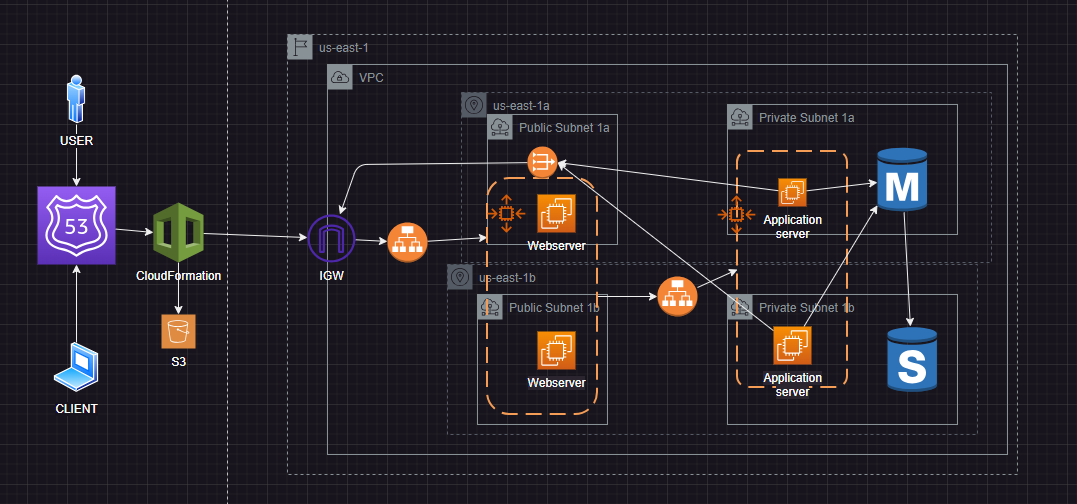 us-east-1
VPC
us-east-1a
Public Subnet 1a
Private Subnet 1a
USER
53
M
Application
server
Webserver
CloudFormation
IGW
us-east-1b
Public Subnet 1b
Private Subnet 1b
S3
S
Webserver
Application
server
CLIENT